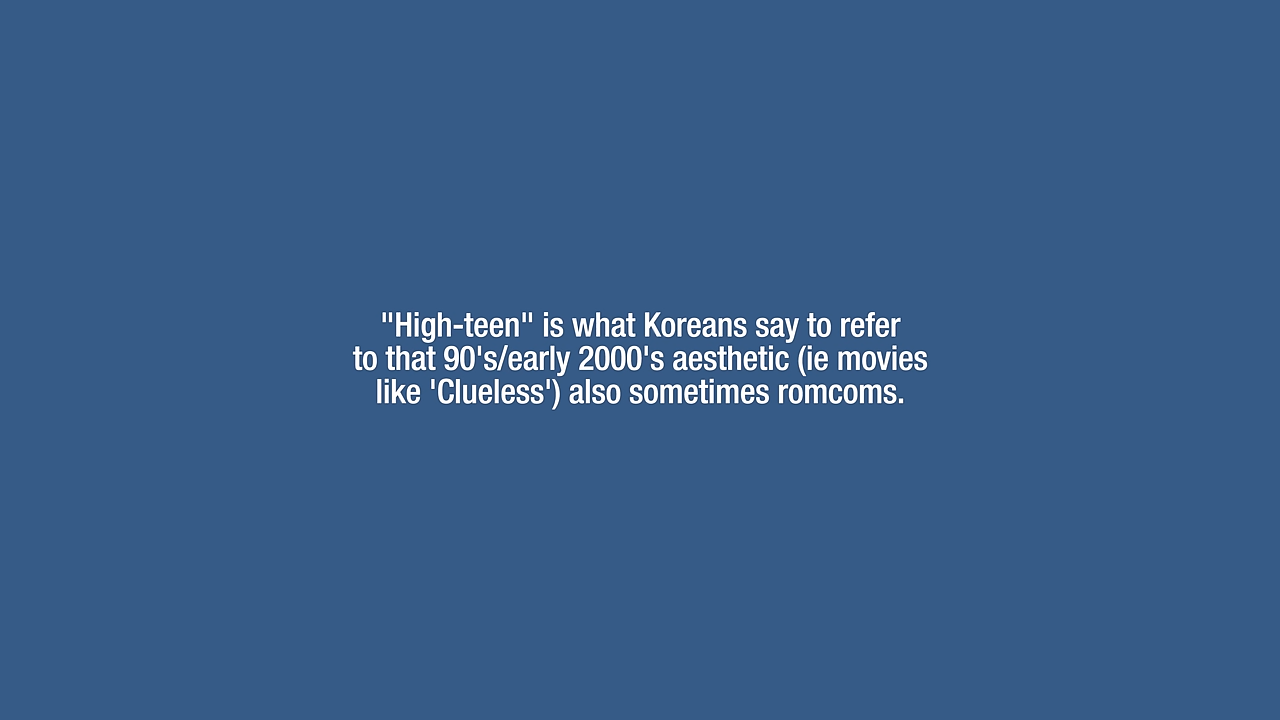 "High-teen" is what Koreans say to refer
to that 90's/early 2000's aesthetic (ie movies
like 'Clueless') also sometimes romcoms.